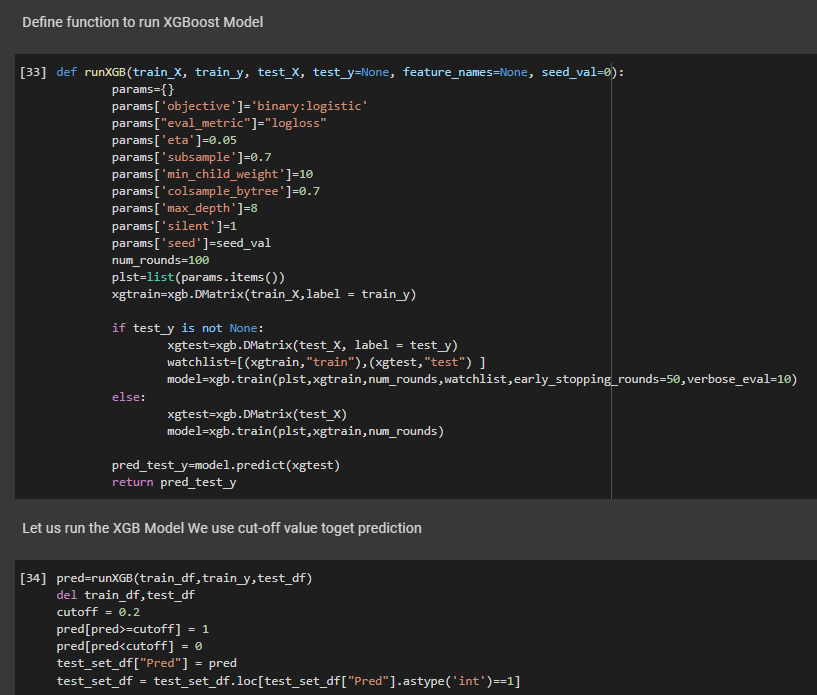 Define function to run XGBoost Model
[33] def runXGB(train_X, train_y, test_X, test_y=None, feature_names=None, seed_val=0):
params={}
params['objective']='binary:logistic'
params["eval_metric"]="logloss"
params['eta']=0.05
params['subsample']=0.7
params['min_child_weight']=10
params['colsample_bytree']=0.7
params['max_depth']=8
params['silent']=1
params['seed']=seed_val
num_rounds=100
plst=list(params.items())
xgtrain=xgb.DMatrix(train_X,label = train_y)
if test_y is not None:
xgtest=xgb.DMatrix(test_X, label = test_y)
watchlist=[(xgtrain,"train"),(xgtest,"test") ]
model=xgb.train(plst,xgtrain,num_rounds,watchlist,early_stopping_rounds=50,verbose_eval=10)
else:
xgtest=xgb.DMatrix(test_X)
model=xgb.train(plst,xgtrain,num_rounds)
pred_test_y=model.predict(xgtest)
return pred_test_y
Let us run the XGB Model We use cut-off value toget prediction
[34] pred=runXGB(train_df,train_y,test_df)
del train_df,test_df
cutoff = 0.2
pred[pred>=cutoff] = 1
pred[pred<cutoff] = 0
test_set_df["Pred"] = pred
test_set_df = test_set_df.loc[test_set_df["Pred"].astype('int')==1]